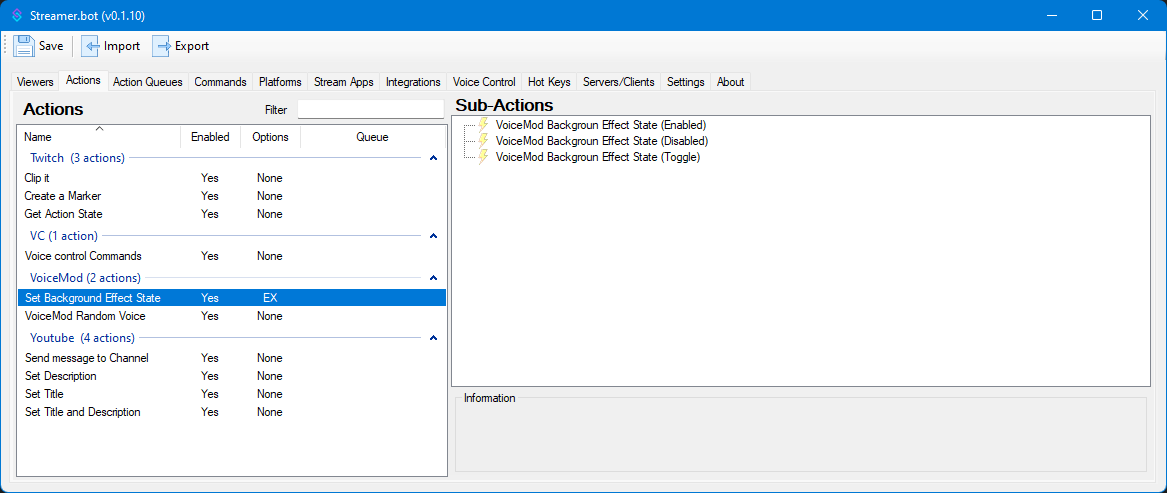 Streamer.bot (v0.1.10)
Save Import Export
Viewers Actions Action Queues Commands Platforms Stream Apps Integrations Voice Control Hot Keys Servers/Clients Settings About
Actions Filter
Name Enabled Options Queue
Twitch (3 actions)
Clip it Yes None
Create a Marker Yes None
Get Action State Yes None
VC (1 action)
Voice control Commands Yes None
VoiceMod (2 actions)
Set Background Effect State Yes EX
VoiceMod Random Voice Yes None
Youtube (4 actions)
Send message to Channel Yes None
Set Description Yes None
Set Title Yes None
Set Title and Description Yes None
Sub-Actions
VoiceMod Backgroun Effect State (Enabled)
VoiceMod Backgroun Effect State (Disabled)
VoiceMod Backgroun Effect State (Toggle)
Information